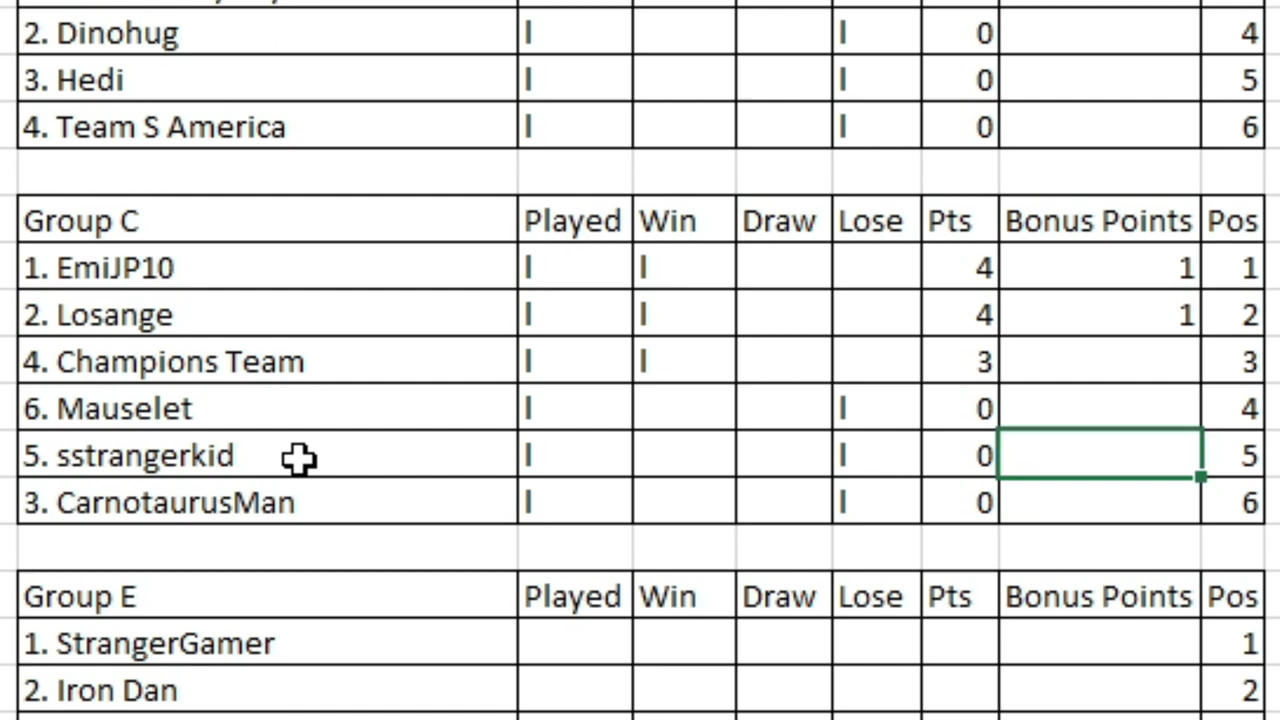 2. Dinohug l l 0 4
3. Hedi l l 0 5
4. Team S America l l 0 6
Group C Played Win Draw Lose Pts Bonus Points Pos
1. EmiJP10 l l 4 1 1
2. Losange l l 4 1 2
4. Champions Team l l 3 3
6. Mauselet l l 0 4
5. sstrangerkid l l 0 5
3. CarnotaurusMan l l 0 6
Group E Played Win Draw Lose Pts Bonus Points Pos
1. StrangerGamer 1
2. Iron Dan 2